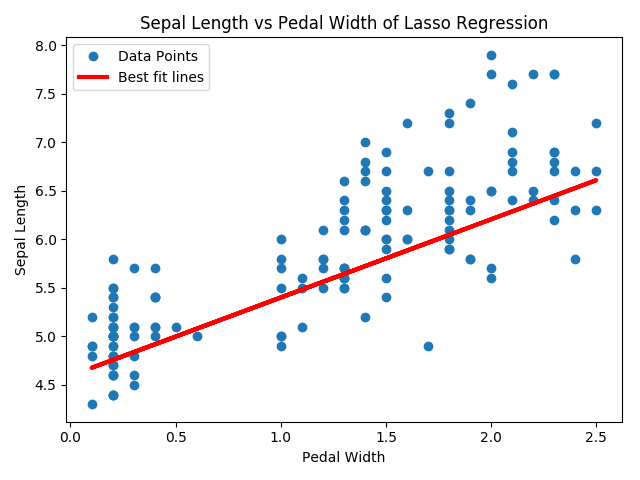 Sepal Length vs Pedal Width of Lasso Regression
Data Points
Best fit lines
Sepal Length
8.0
7.5
7.0
6.5
6.0
5.5
5.0
4.5
0.0 0.5 1.0 1.5 2.0 2.5
Pedal Width